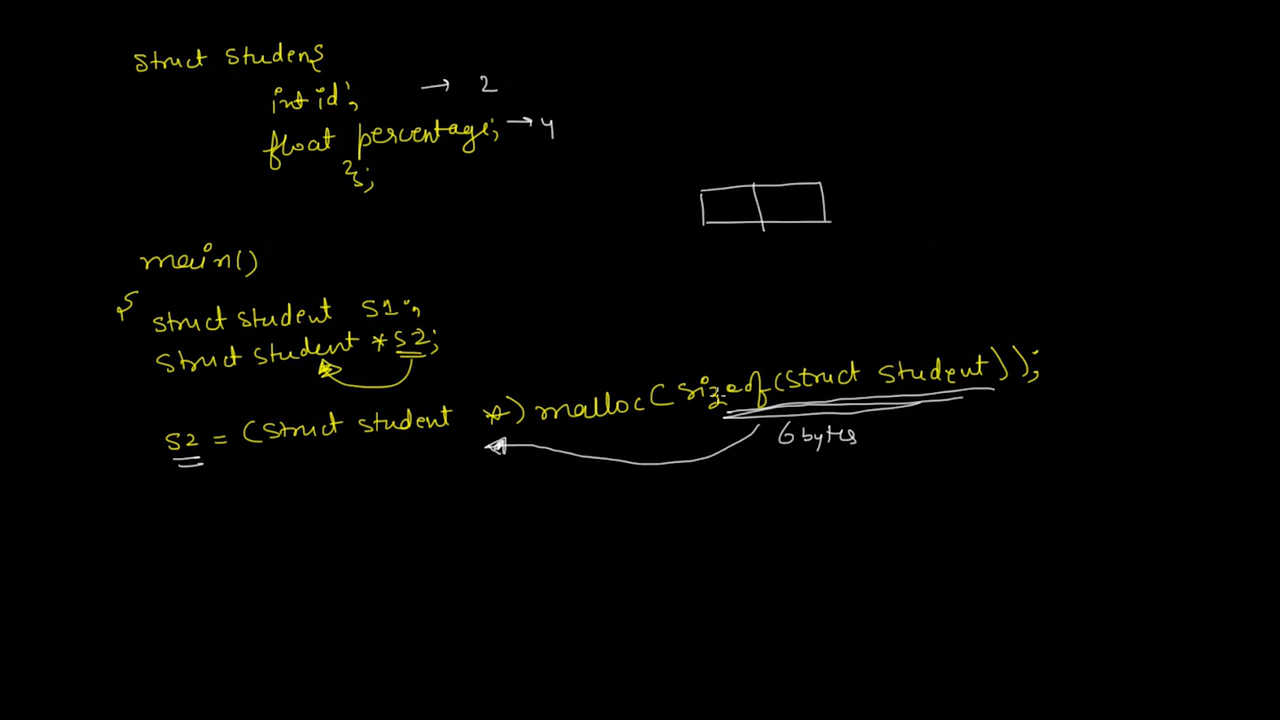 struct student{
int id; → 2
float percentage; → 4
};
main()
{
struct student s1;
struct student *s2;
s2 = (struct student *) malloc(sizeof(struct student));
6 bytes